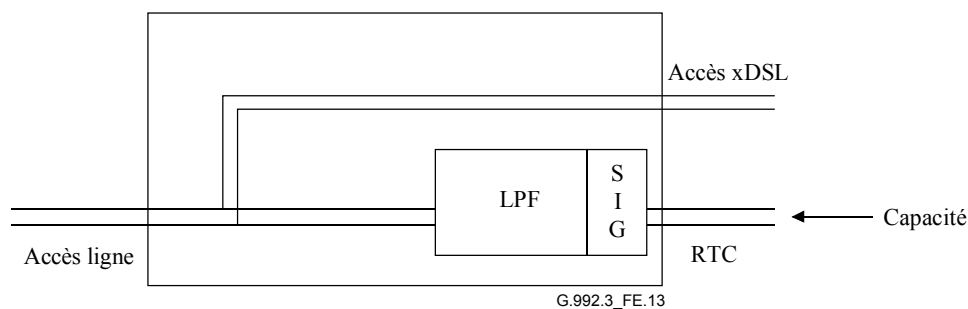 Accès xDSL
LPF
S
I
G
Capacité
Accès ligne
RTC
G.992.3_FE.13